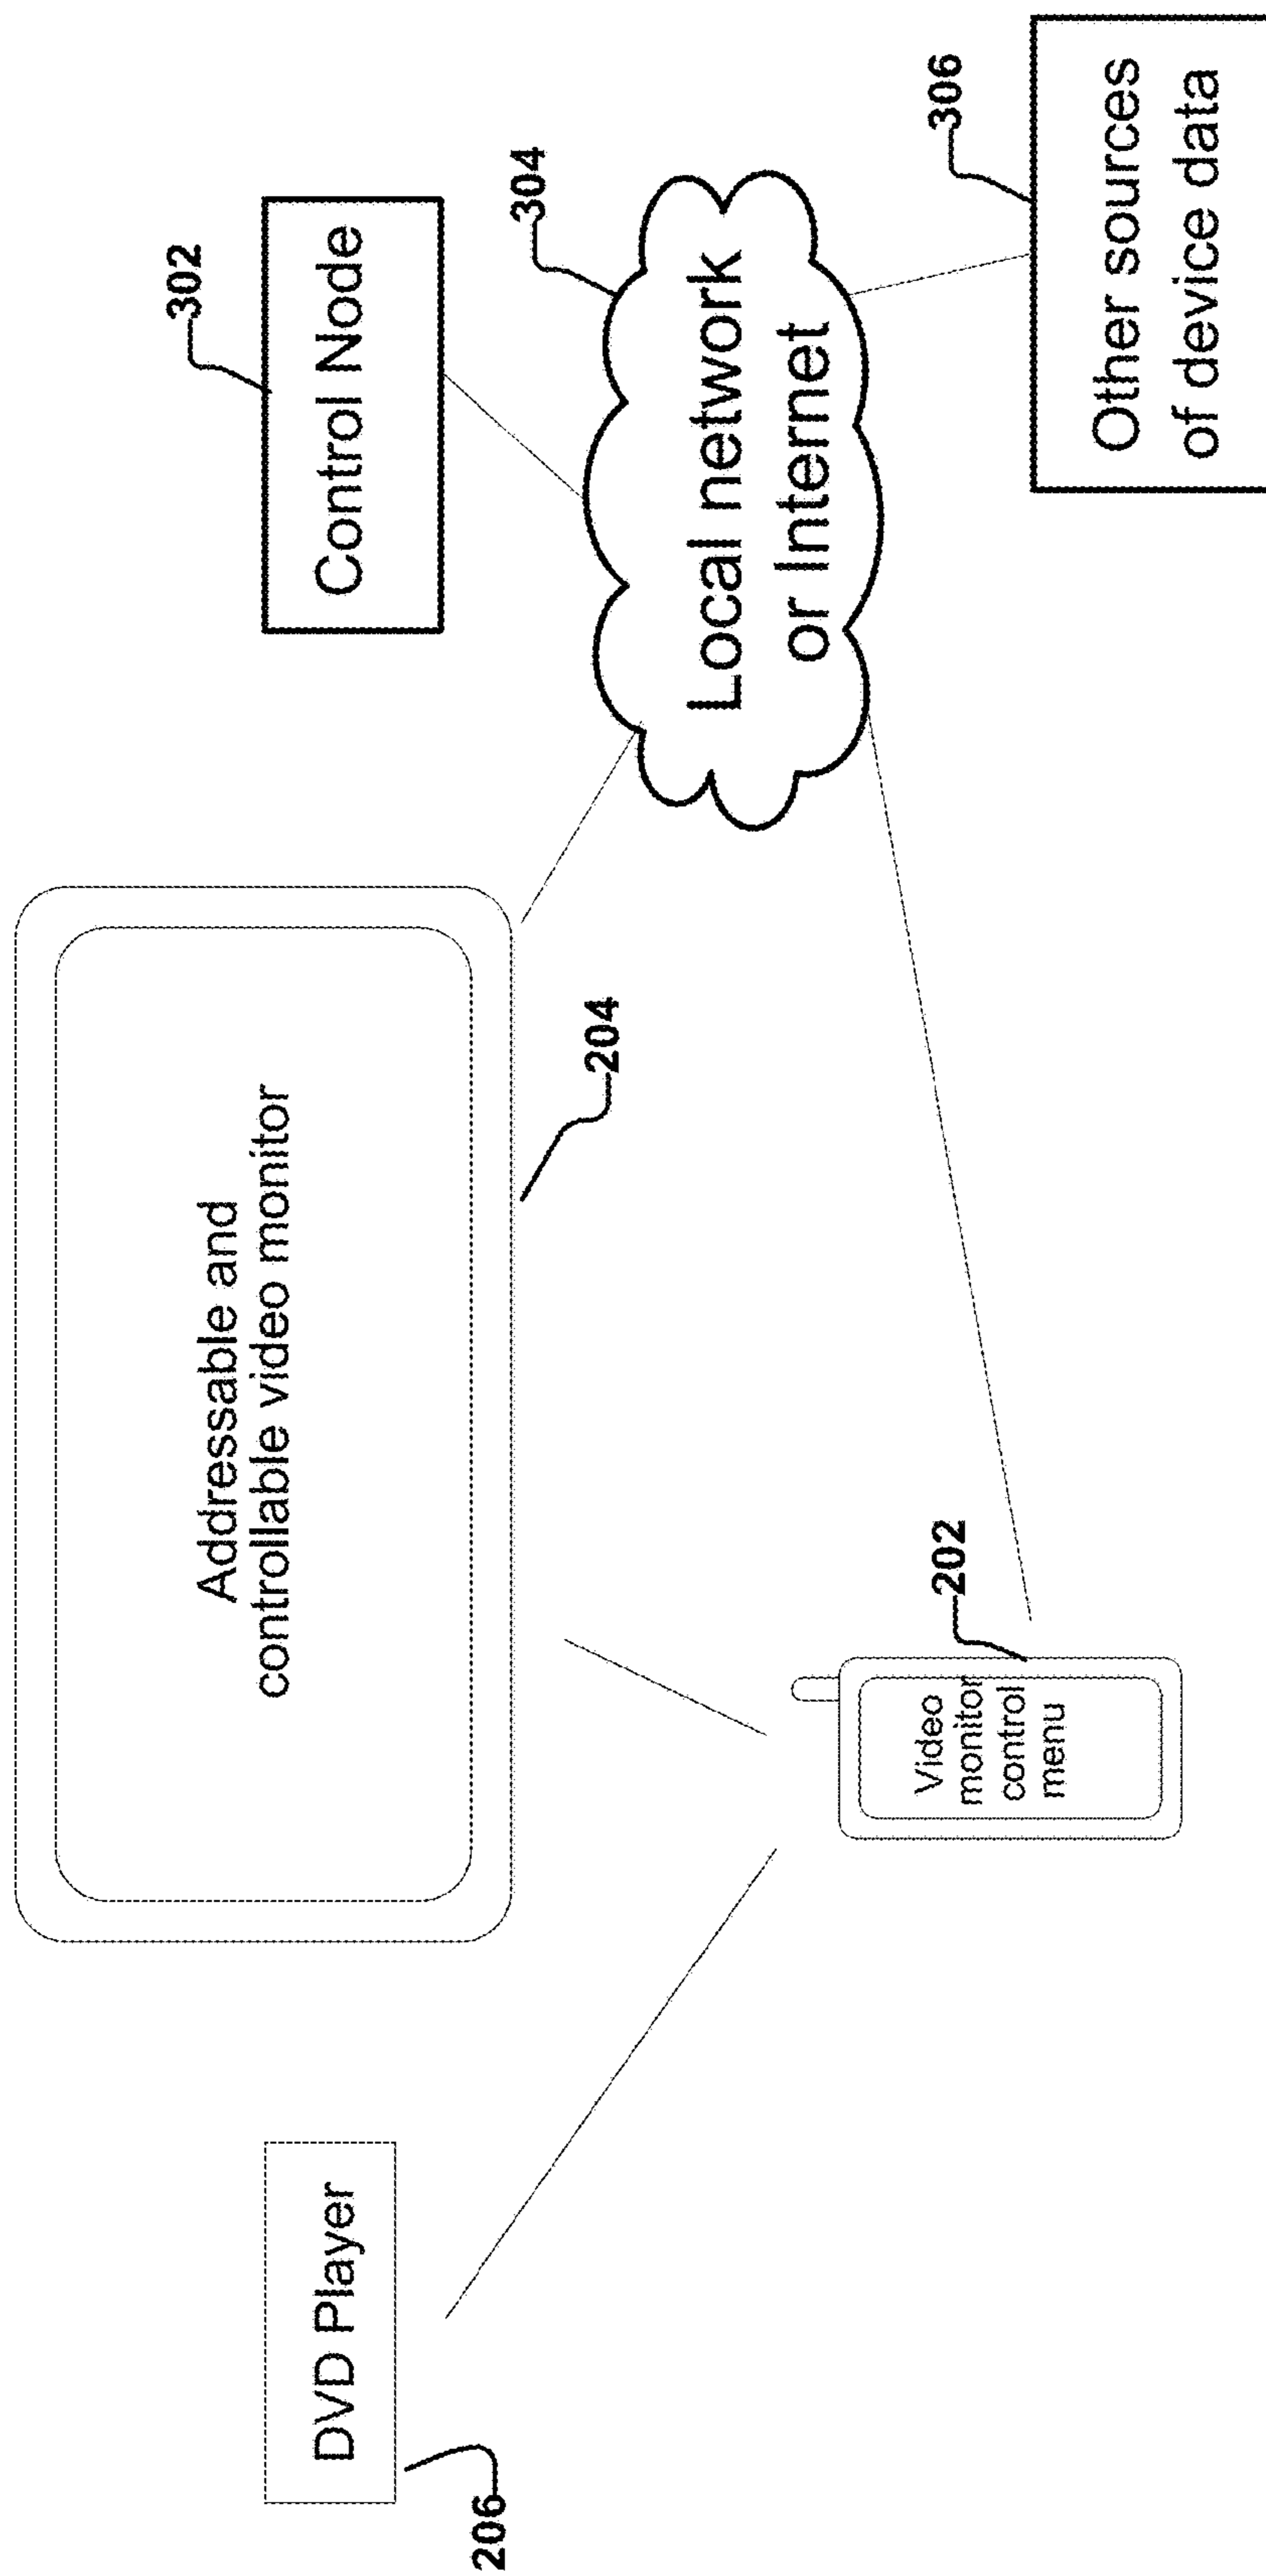 DVD Player
206
Addressable and
controllable video monitor
204
302
Control Node
304
Local network
or Internet
306
Other sources
of device data
202
Video
monitor
control
menu